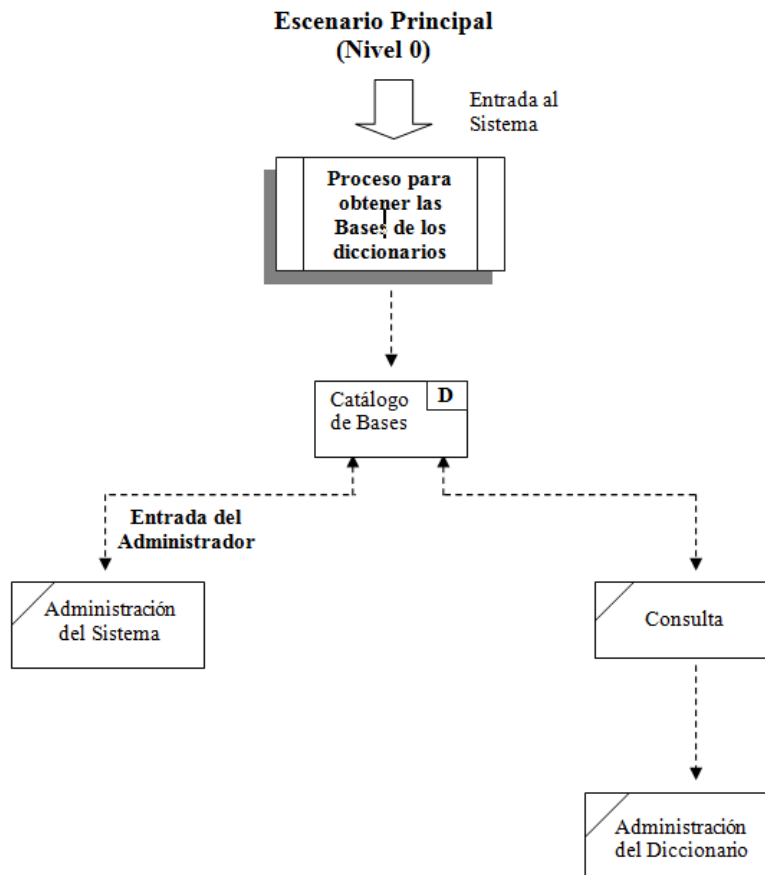 Escenario Principal
(Nivel 0)
Entrada al
Sistema
Proceso para
obtener las
Bases de los
diccionarios
Catálogo
de Bases
D
Entrada del
Administrador
Administración
del Sistema
Consulta
Administración
del Diccionario